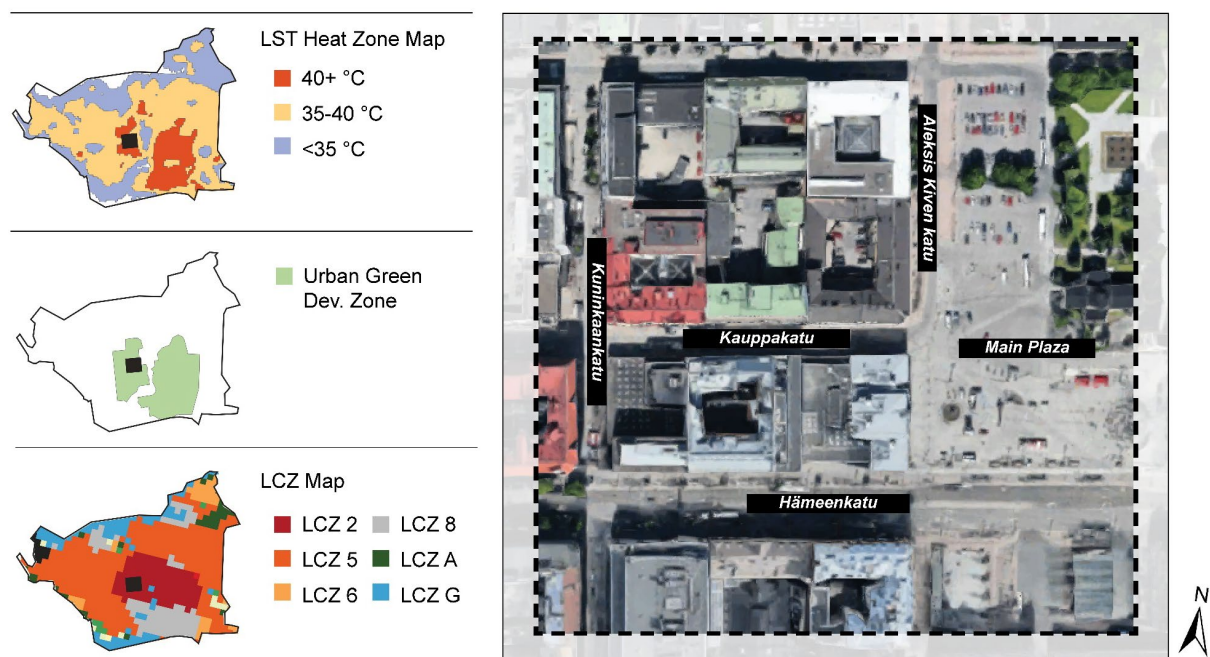 LST Heat Zone Map
40+ °C
35-40 °C
<35 °C
Urban Green
Dev. Zone
LCZ Map
LCZ 2
LCZ 8
LCZ 5
LCZ A
LCZ 6
LCZ G
Aleksis Kiven katu
Kuninkaankatu
Kauppakatu
Main Plaza
Hämeenkatu
N